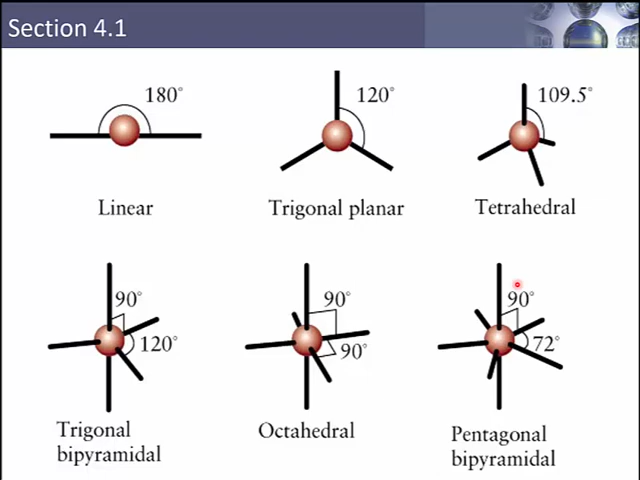 Section 4.1
180°
120°
109.5°
Linear
Trigonal planar
Tetrahedral
90°
120°
90°
90°
90°
72°
Trigonal
bipyramidal
Octahedral
Pentagonal
bipyramidal